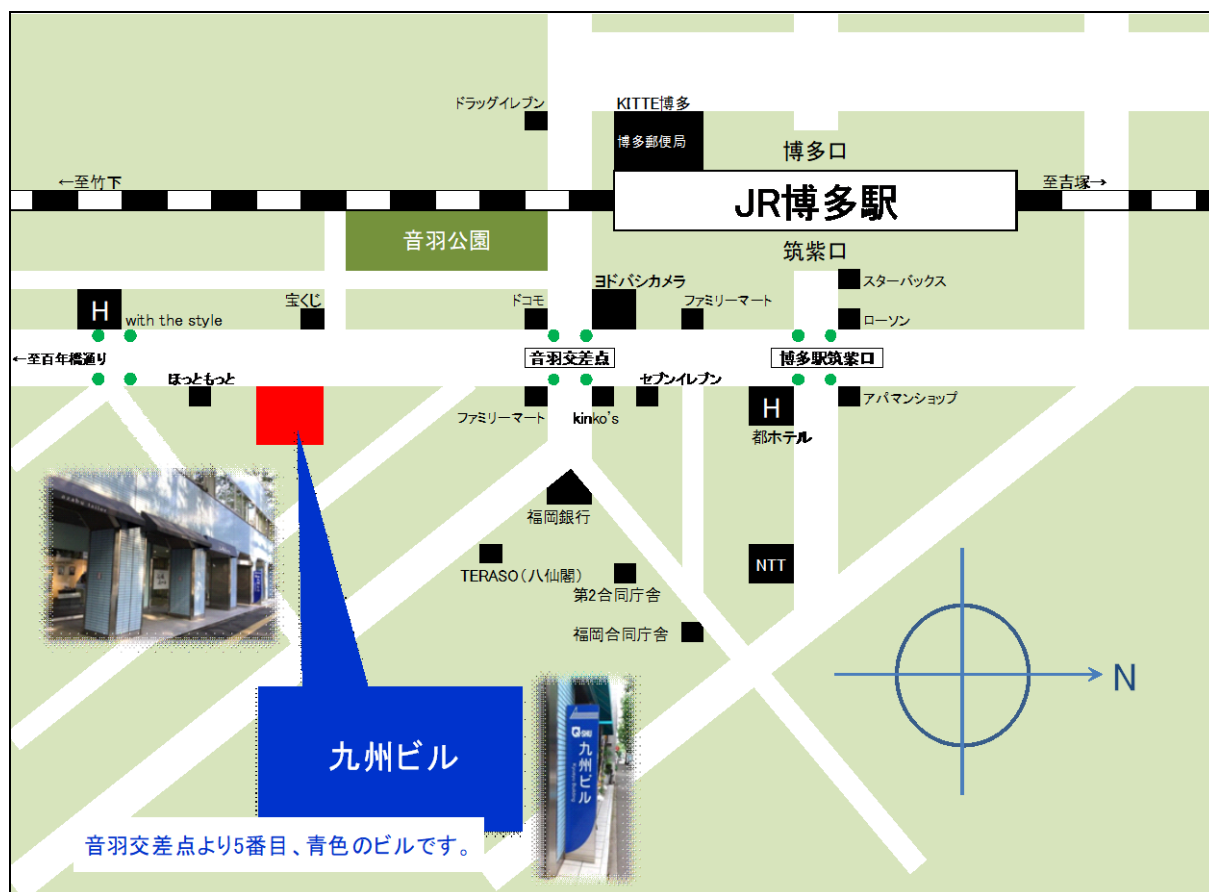 ドラッグイレブン
KITTE博多
博多郵便局
博多口
←至竹下
JR博多駅
至吉塚→
音羽公園
筑紫口
ヨドバシカメラ
スターバックス
H
with the style
宝くじ
ドコモ
ファミリーマート
ローソン
←至百年橋通り
音羽交差点
博多駅筑紫口
ほっともっと
セブンイレブン
ファミリーマート
kinko's
H
都ホテル
アパマンショップ
福岡銀行
TERASO(八仙閣)
第2合同庁舎
NTT
福岡合同庁舎
N
九州ビル
九州ビル
Kyushu Building
音羽交差点より5番目、青色のビルです。